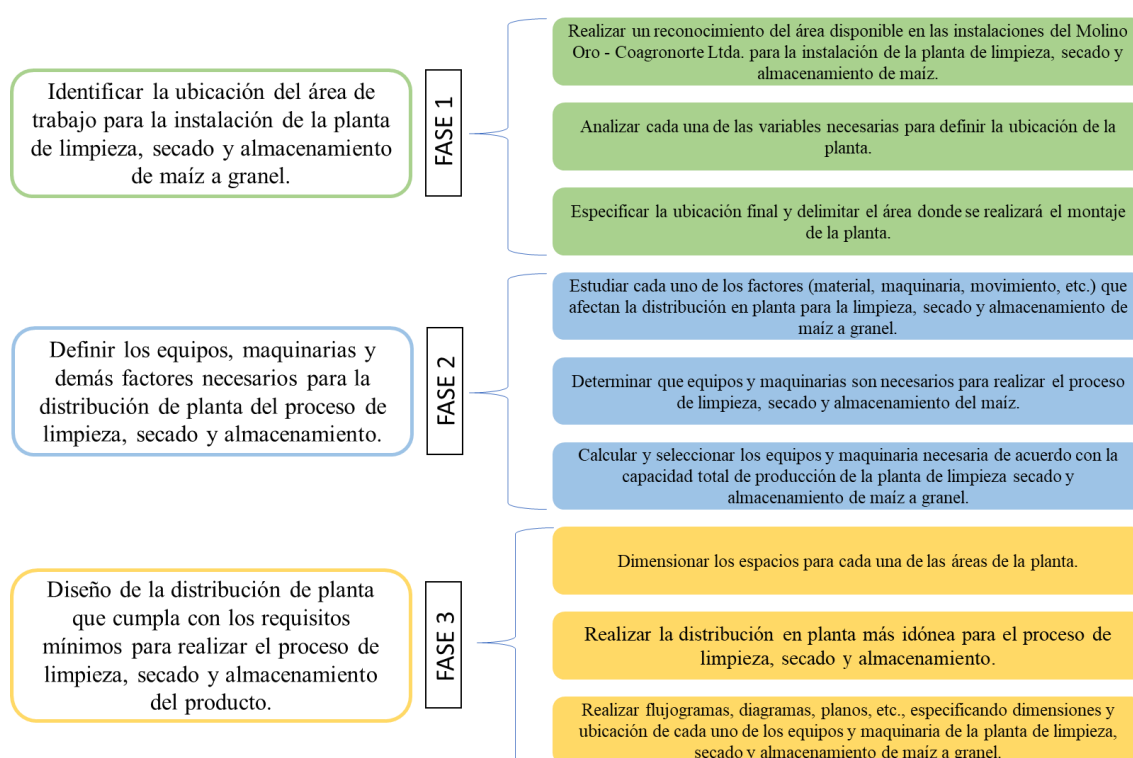 Identificar la ubicación del área de
trabajo para la instalación de la planta
de limpieza, secado y almacenamiento
de maíz a granel.
FASE 1
Realizar un reconocimiento del área disponible en las instalaciones del Molino
Oro - Coagronorte Ltda. para la instalación de la planta de limpieza, secado y
almacenamiento de maíz.
Analizar cada una de las variables necesarias para definir la ubicación de la
planta.
Especificar la ubicación final y delimitar el área donde se realizará el montaje
de la planta.
Definir los equipos, maquinarias y
demás factores necesarios para la
distribución de planta del proceso de
limpieza, secado y almacenamiento.
FASE 2
Estudiar cada uno de los factores (material, maquinaria, movimiento, etc.) que
afectan la distribución en planta para la limpieza, secado y almacenamiento de
maíz a granel.
Determinar que equipos y maquinarias son necesarios para realizar el proceso
de limpieza, secado y almacenamiento del maíz.
Calcular y seleccionar los equipos y maquinaria necesaria de acuerdo con la
capacidad total de producción de la planta de limpieza secado y
almacenamiento de maíz a granel.
Diseño de la distribución de planta
que cumpla con los requisitos
mínimos para realizar el proceso de
limpieza, secado y almacenamiento
del producto.
FASE 3
Dimensionar los espacios para cada una de las áreas de la planta.
Realizar la distribución en planta más idónea para el proceso de
limpieza, secado y almacenamiento.
Realizar flujogramas, diagramas, planos, etc., especificando dimensiones y
ubicación de cada uno de los equipos y maquinaria de la planta de limpieza,
secado y almacenamiento de maíz a granel.